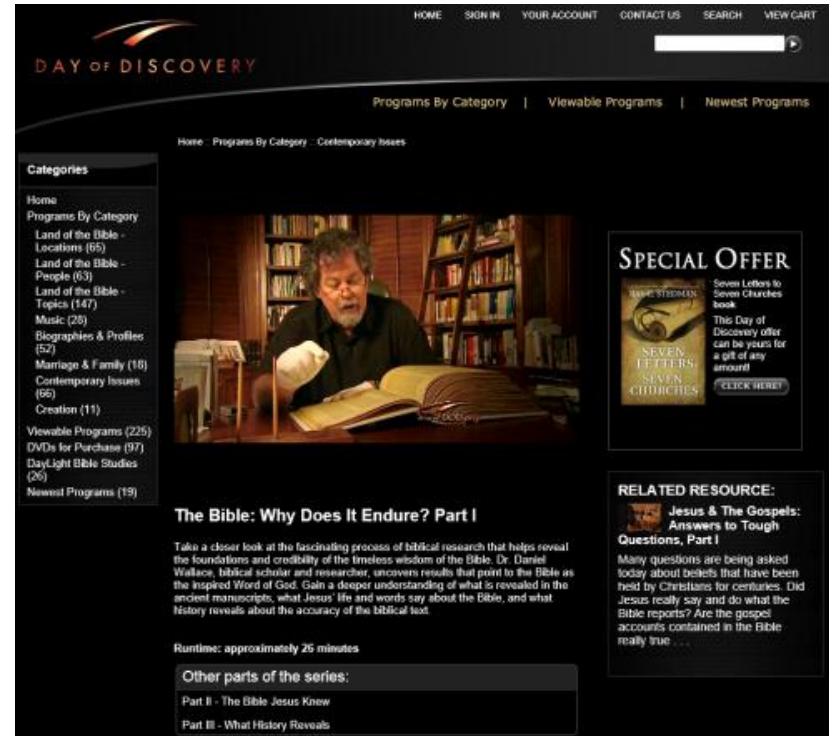 HOME SIGN IN YOUR ACCOUNT CONTACT US SEARCH VIEW CART
DAY OF DISCOVERY
Programs By Category | Viewable Programs | Newest Programs
Home :: Programs By Category :: Contemporary Issues
Categories
Home
Programs By Category
Land of the Bible -
Locations (65)
Land of the Bible -
People (63)
Land of the Bible -
Topics (147)
Music (28)
Biographies & Profiles
(52)
Marriage & Family (18)
Contemporary Issues
(66)
Creation (11)
Viewable Programs (225)
DVDs for Purchase (97)
DayLight Bible Studies
(26)
Newest Programs (19)
The Bible: Why Does It Endure? Part I
Take a closer look at the fascinating process of biblical research that helps reveal
the foundations and credibility of the timeless wisdom of the Bible. Dr. Daniel
Wallace, biblical scholar and researcher, uncovers results that point to the Bible as
the inspired Word of God. Gain a deeper understanding of what is revealed in the
ancient manuscripts, what Jesus' life and words say about the Bible, and what
history reveals about the accuracy of the biblical text.
Runtime: approximately 26 minutes
Other parts of the series:
Part II - The Bible Jesus Knew
Part III - What History Reveals
SPECIAL OFFER
RAY C. STEDMAN
SEVEN
LETTERS
SEVEN
CHURCHES
Seven Letters to
Seven Churches
book
This Day of
Discovery offer
can be yours for
a gift of any
amount!
CLICK HERE!
RELATED RESOURCE:
Jesus & The Gospels:
Answers to Tough
Questions, Part I
Many questions are being asked
today about beliefs that have been
held by Christians for centuries. Did
Jesus really say and do what the
Bible reports? Are the gospel
accounts contained in the Bible
really true . . .